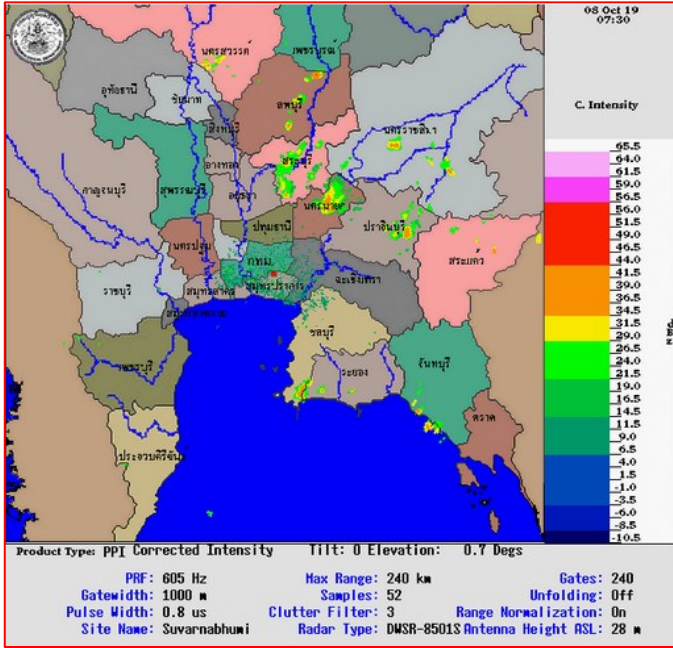 08 Oct 19
07:30
C. Intensity
นครสวรรค์
เพชรบูรณ์
อุทัยธานี
ชัยนาท
ลพบุรี
สิงห์บุรี
นครราชสีมา
อ่างทอง
สระบุรี
กาญจนบุรี
สุพรรณบุรี
อยุธยา
นครนายก
ปราจีนบุรี
ปทุมธานี
นครปฐม
กทม.
สระแก้ว
ราชบุรี
สมุทรสาคร
สมุทรปราการ
ฉะเชิงเทรา
ชลบุรี
เพชรบุรี
ระยอง
จันทบุรี
ตราด
ประจวบคีรีขันธ์
65.5
64.0
61.5
59.0
56.5
56.0
51.5
49.0
46.5
44.0
41.5
39.0
36.5
34.0
31.5
29.0
26.5
24.0
21.5
19.0
16.5
14.0
11.5
9.0
6.5
4.0
-1.0
-3.5
-6.0
-8.5
-10.5
Product Type: PPI Corrected Intensity Tilt: 0 Elevation: 0.7 Degs
PRF: 605 Hz Max Range: 240 km Gates: 240
Gatewidth: 1000 m Samples: 52 Unfolding: Off
Pulse Width: 0.8 us Clutter Filter: 3 Range Normalization: On
Site Name: Suvarnabhumi Radar Type: DWSR-8501S Antenna Height ASL: 28 m